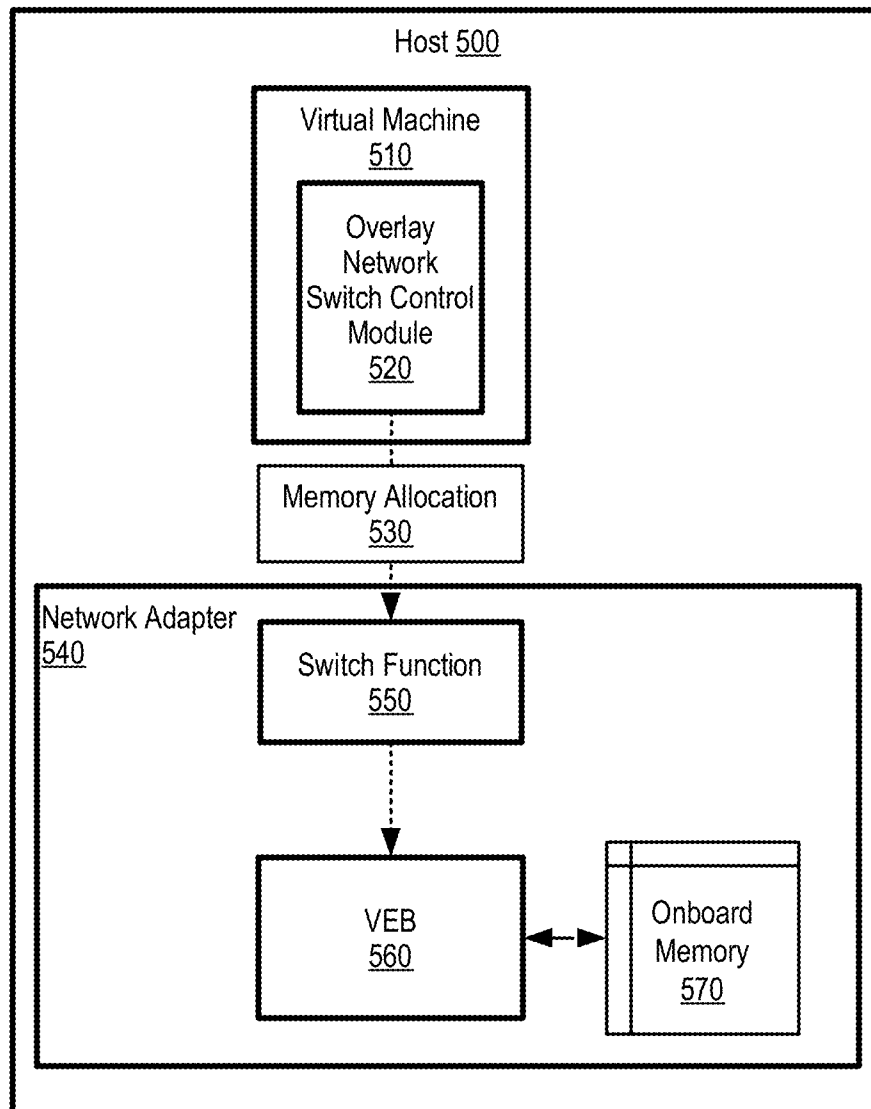 Host 500
Virtual Machine
510
Overlay
Network
Switch Control
Module
520
Memory Allocation
530
Network Adapter
540
Switch Function
550
VEB
560
Onboard
Memory
570